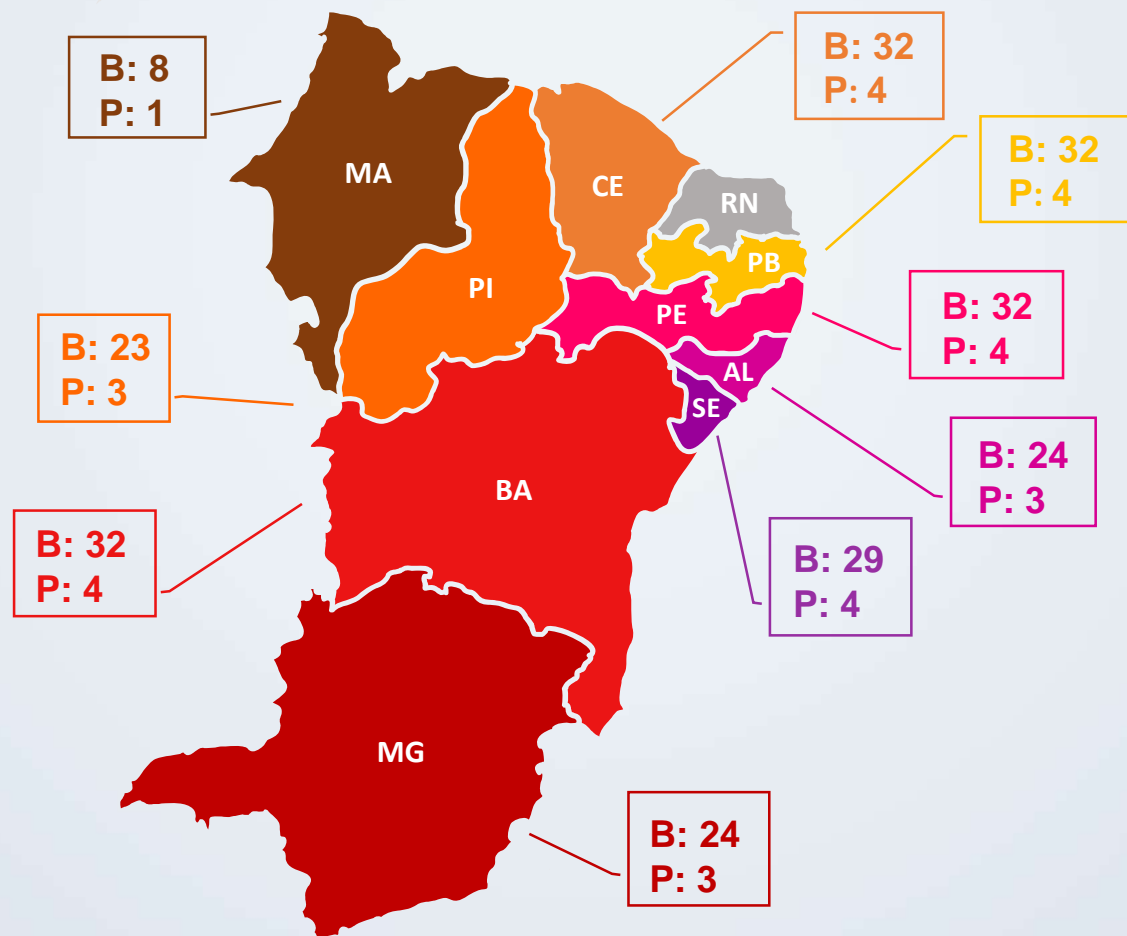 B: 8
P: 1
B: 32
P: 4
B: 32
P: 4
MA
CE
RN
PB
PI
PE
B: 32
P: 4
B: 23
P: 3
AL
SE
B: 24
P: 3
BA
B: 32
P: 4
B: 29
P: 4
MG
B: 24
P: 3